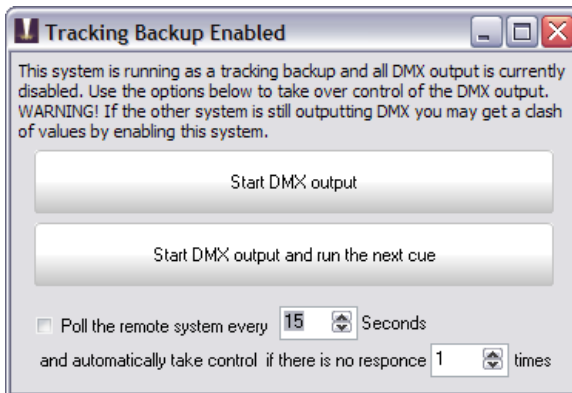 Tracking Backup Enabled
This system is running as a tracking backup and all DMX output is currently
disabled. Use the options below to take over control of the DMX output.
WARNING! If the other system is still outputting DMX you may get a clash
of values by enabling this system.
Start DMX output
Start DMX output and run the next cue
Poll the remote system every 15 Seconds
and automatically take control if there is no responce 1 times